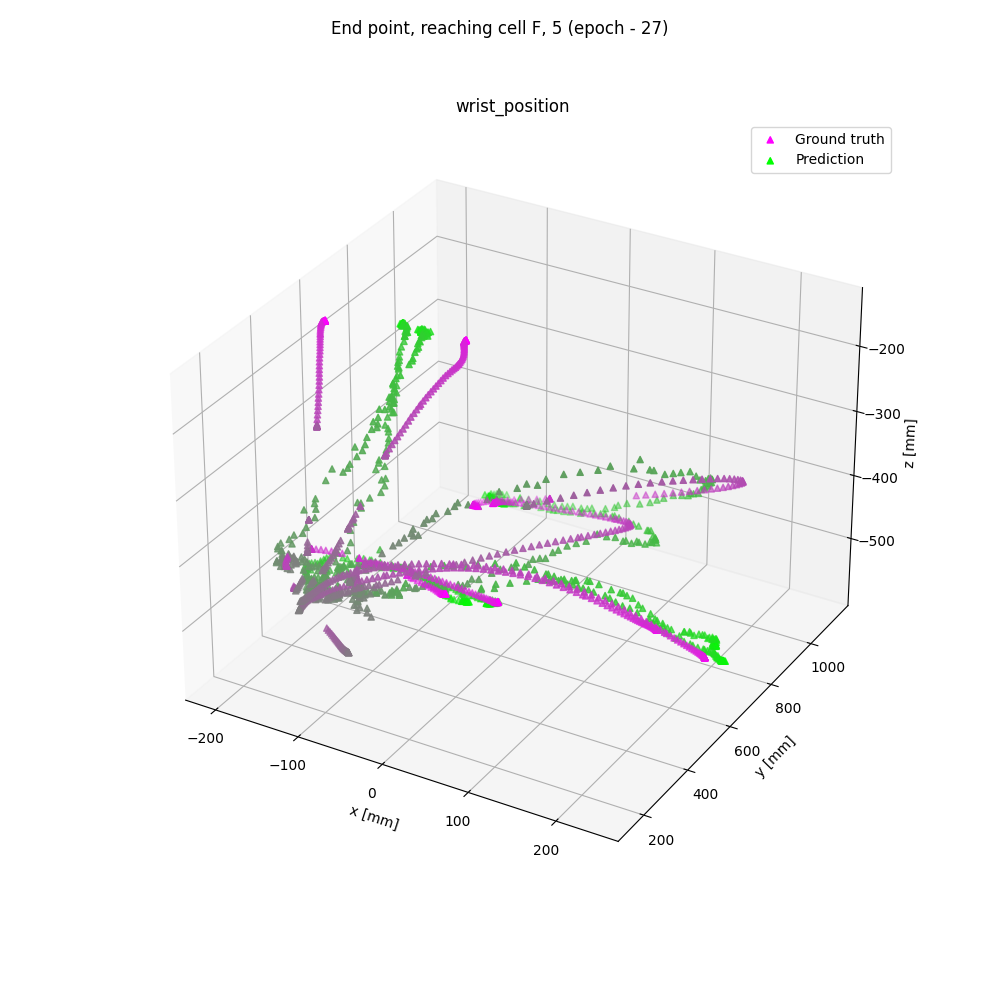 End point, reaching cell F, 5 (epoch - 27)
wrist_position
Ground truth
Prediction
−200
−300
−400
−500
z [mm]
1000
800
600
400
200
y [mm]
−200
−100
0
100
200
x [mm]